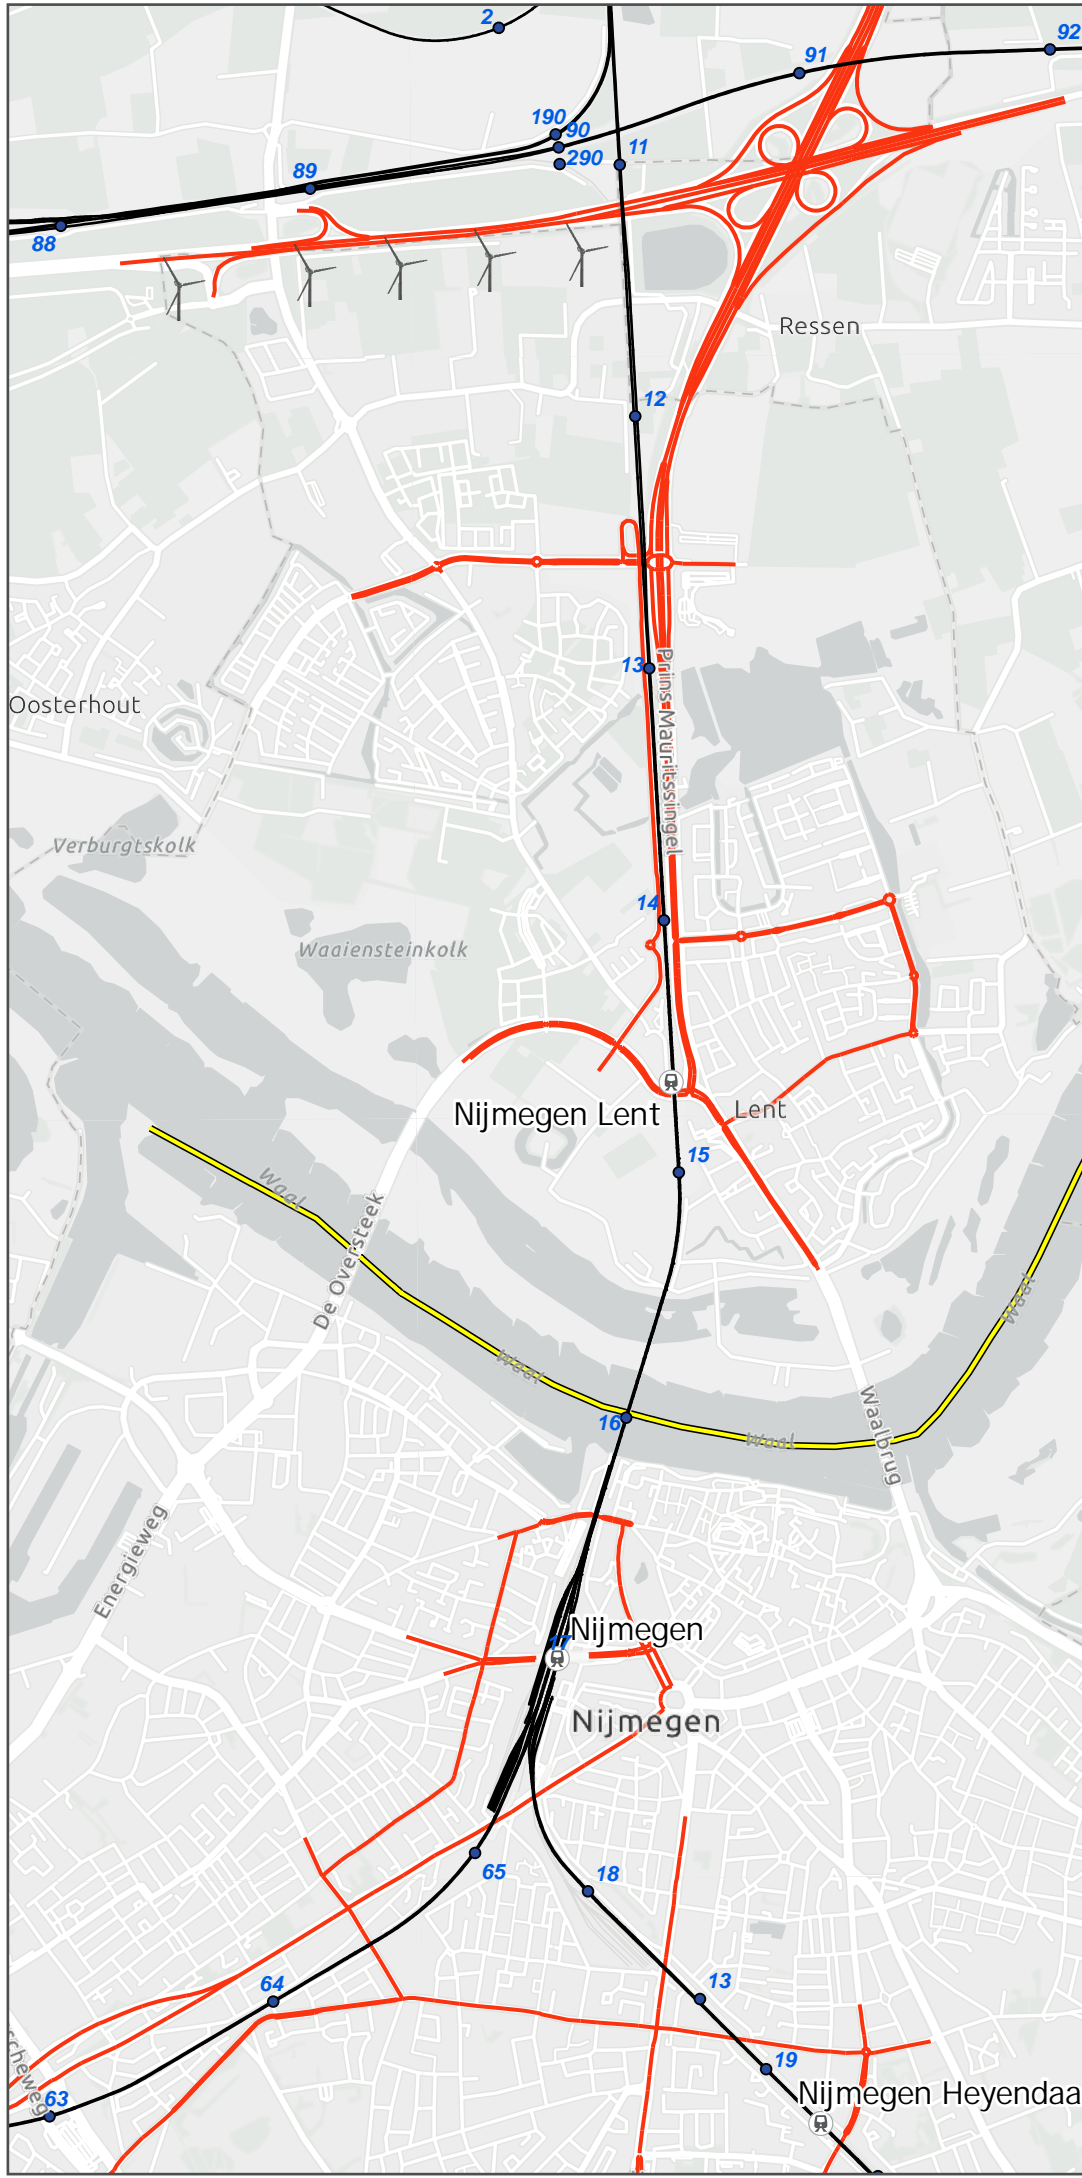 2
92
91
190
90
11
290
89
88
Ressen
12
13
Prins Mauritssingel
Oosterhout
Verburgtskolk
14
Waaiensteinkolk
Nijmegen Lent
Lent
15
Waal
De Oversteek
Waal
Waal
16
Waal
Waalbrug
Energieweg
Nijmegen
17
Nijmegen
65
18
64
13
19
63
Nijmegen Heyendaa
scheweg